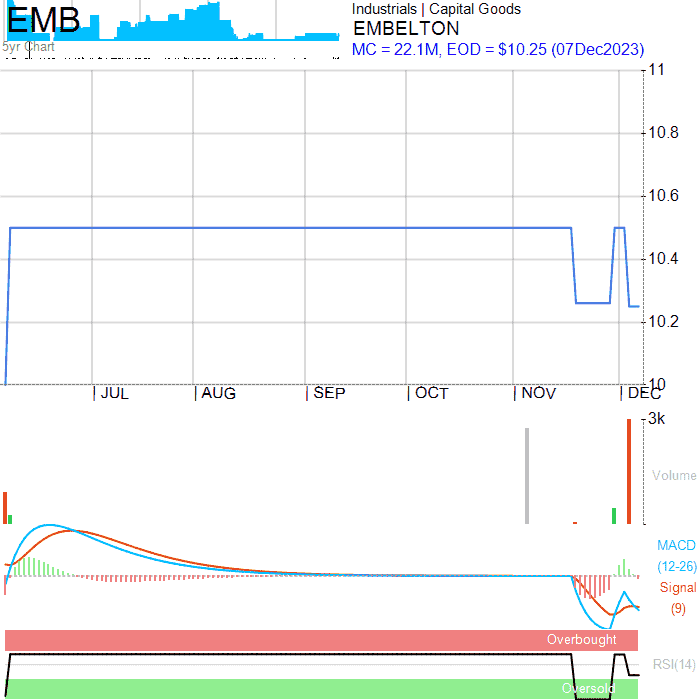 EMB
5yr Chart
Industrials | Capital Goods
EMBELTON
MC = 22.1M, EOD = $10.25 (07Dec2023)
11
10.8
10.6
10.4
10.2
10
JUL AUG SEP OCT NOV DEC
3k
Volume
MACD
(12-26)
Signal
(9)
Overbought
RSI(14)
Oversold